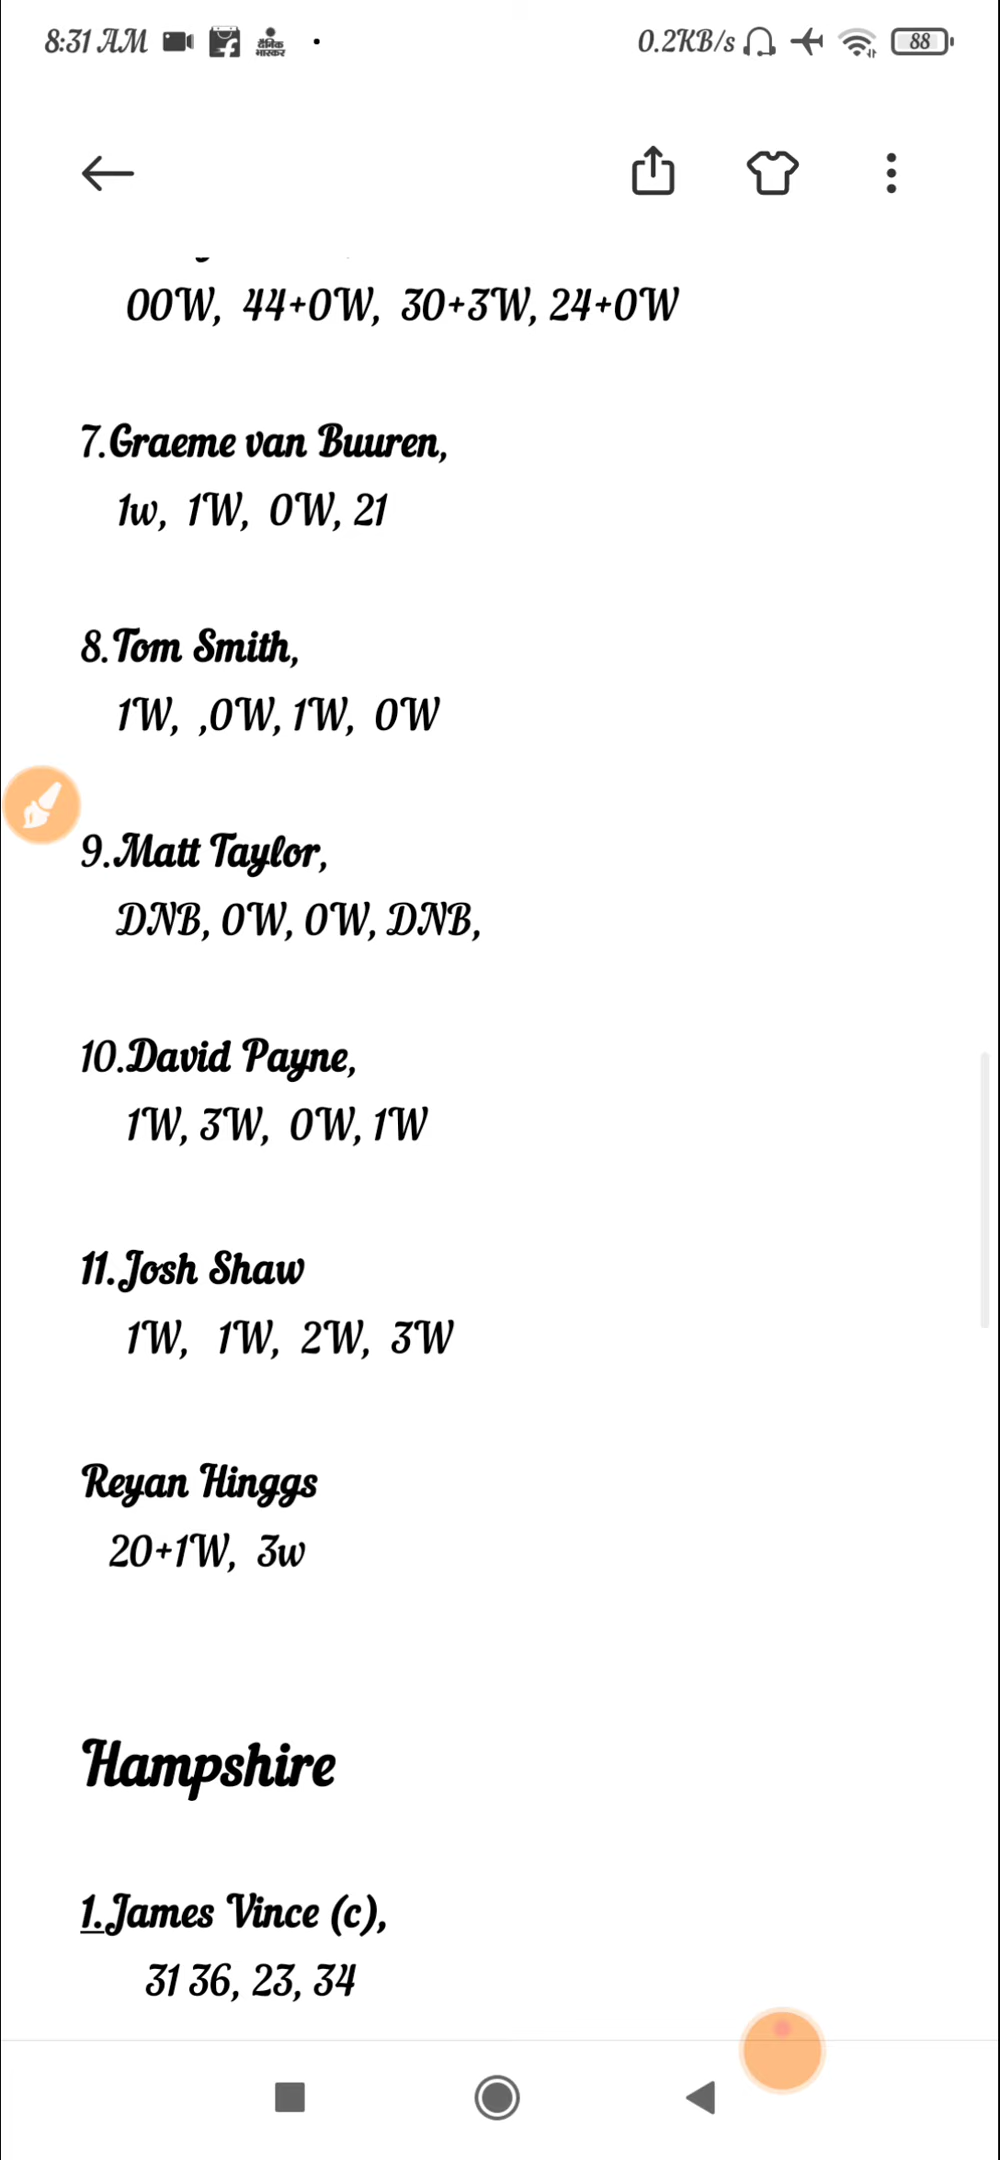 8:31 AM दैनिक भास्कर 0.2KB/s 88
00W, 44+0W, 30+3W, 24+0W
7.Graeme van Buuren,
1w, 1W, 0W, 21
8.Tom Smith,
1W, ,0W, 1W, 0W
9.Matt Taylor,
DNB, 0W, 0W, DNB,
10.David Payne,
1W, 3W, 0W, 1W
11.Josh Shaw
1W, 1W, 2W, 3W
Reyan Hinggs
20+1W, 3w
Hampshire
1.James Vince (c),
31 36, 23, 34